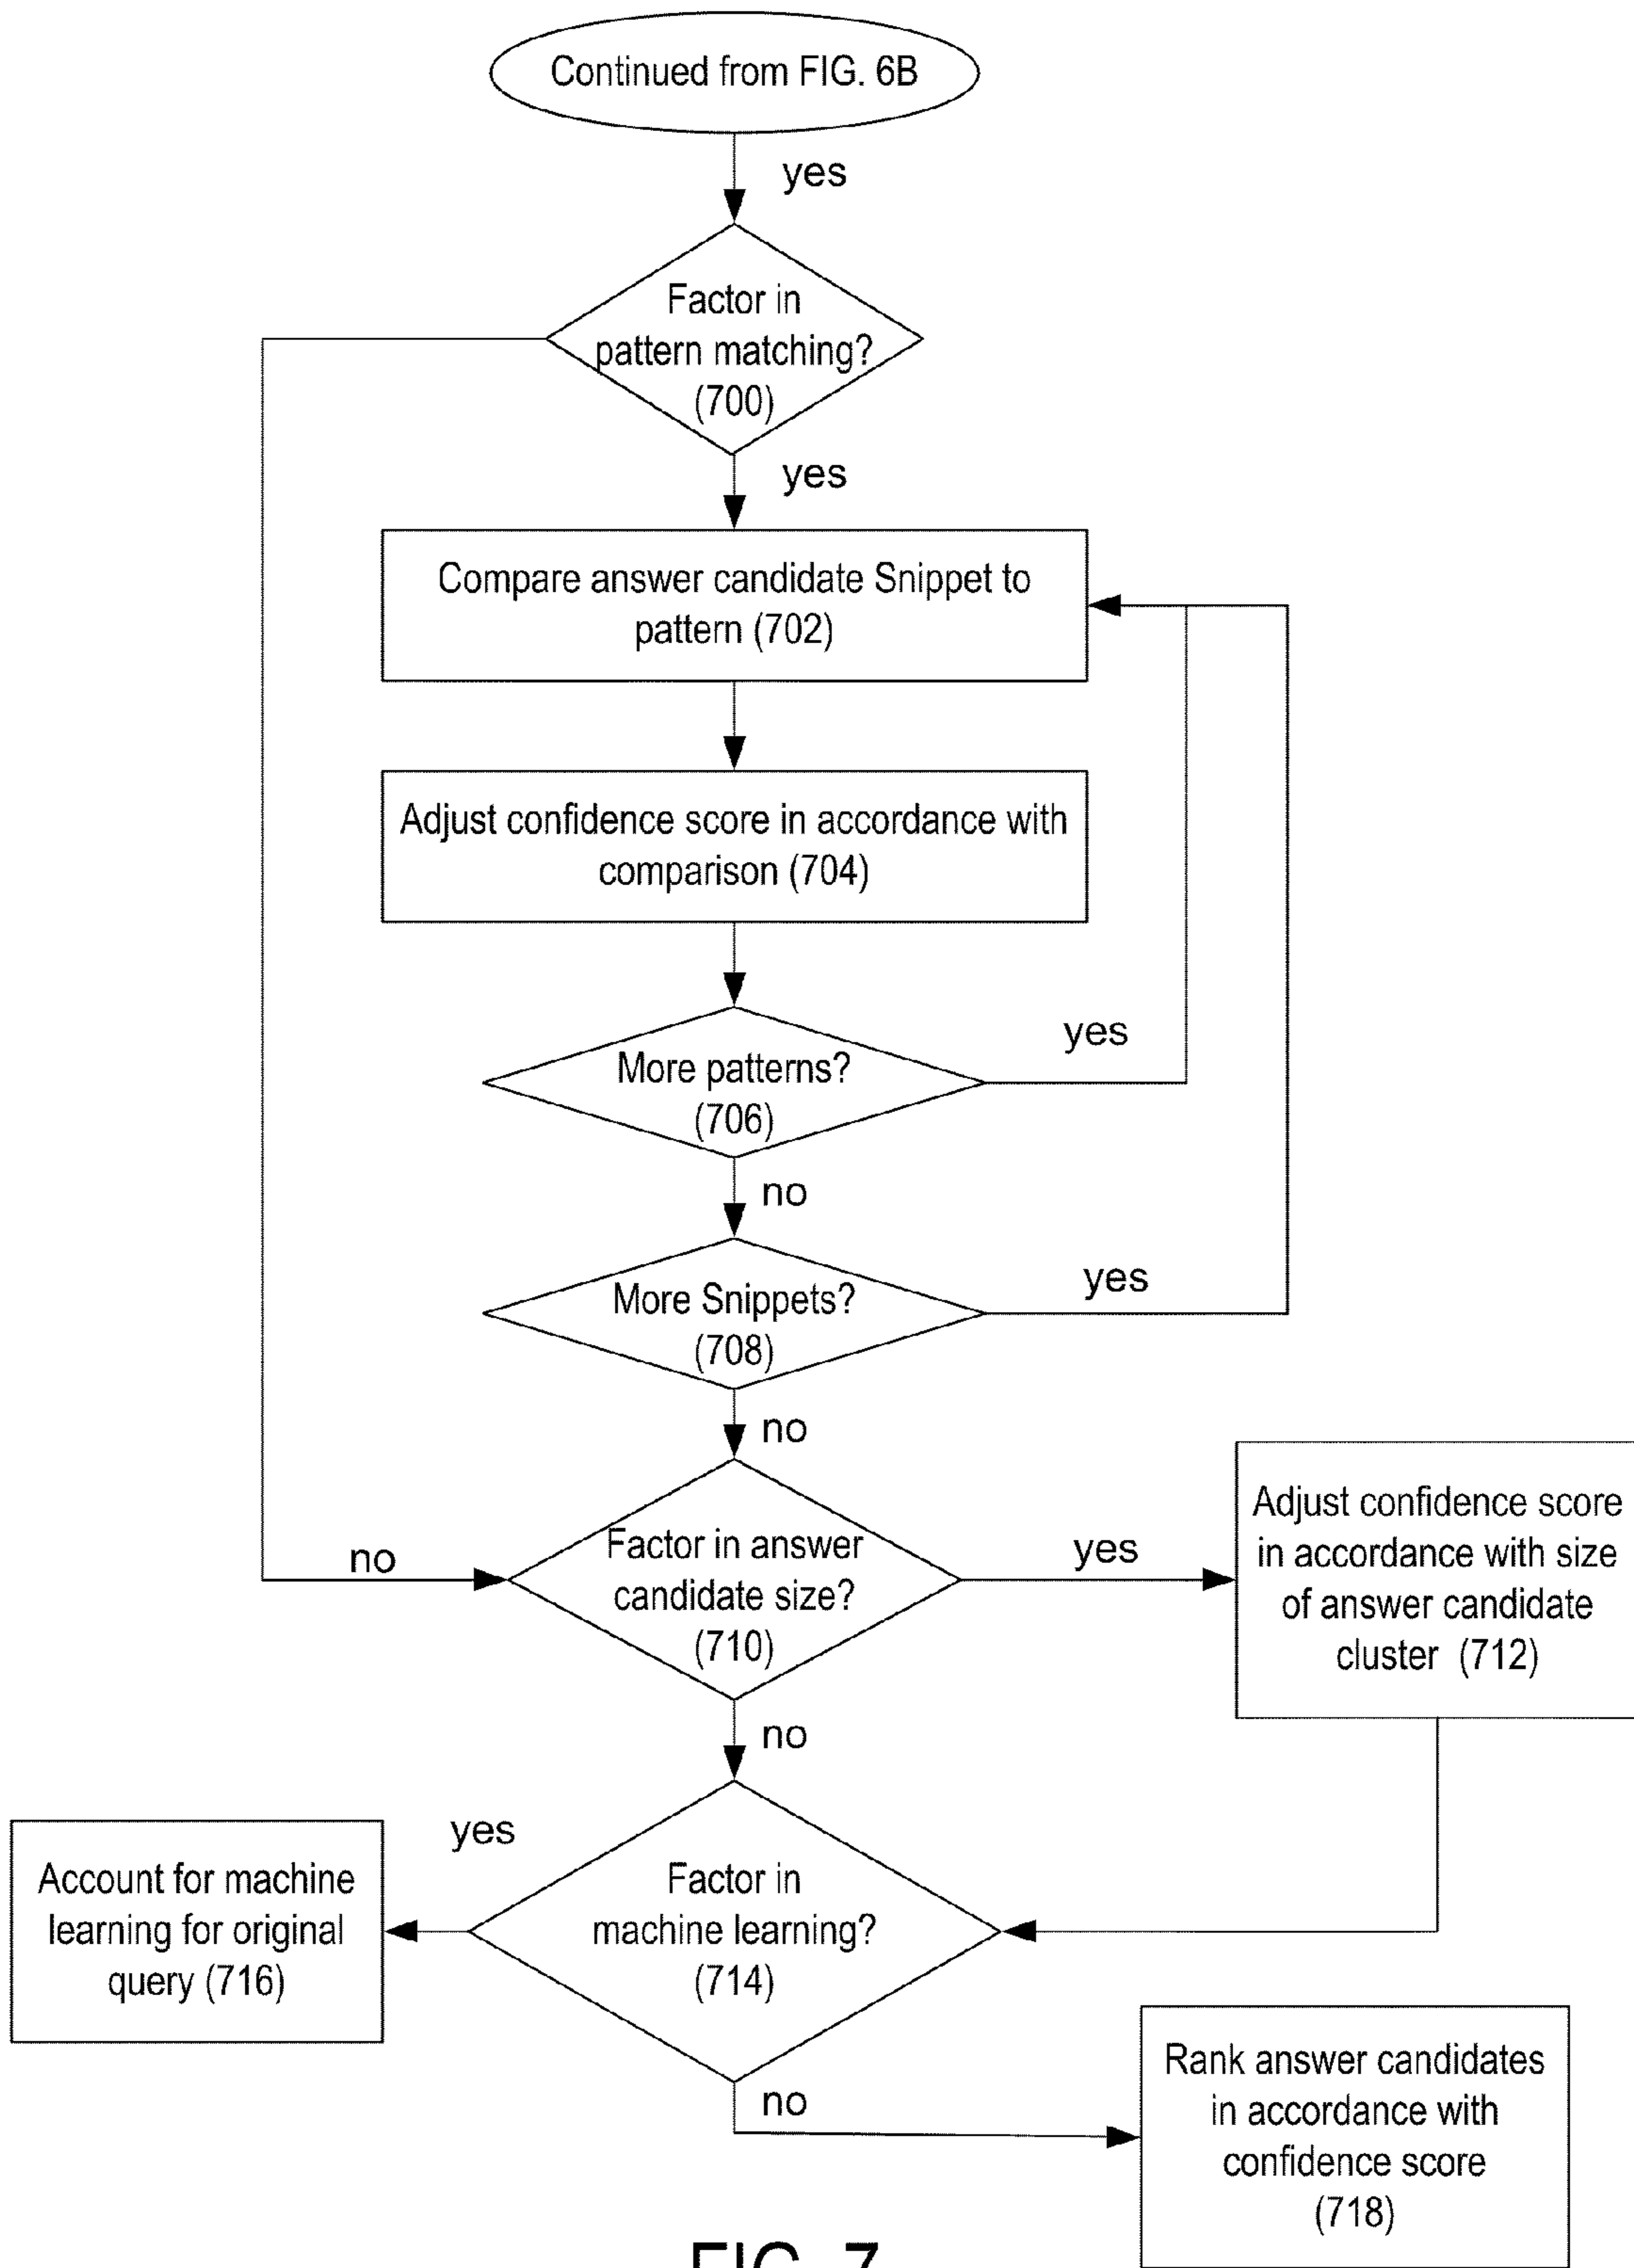 Continued from FIG. 6B
yes
Factor in
pattern matching?
(700)
yes
Compare answer candidate Snippet to
pattern (702)
Adjust confidence score in accordance with
comparison (704)
More patterns?
(706)
yes
no
More Snippets?
(708)
yes
no
Factor in answer
candidate size?
(710)
no
yes
Adjust confidence score
in accordance with size
of answer candidate
cluster (712)
no
Factor in
machine learning?
(714)
yes
Account for machine
learning for original
query (716)
no
Rank answer candidates
in accordance with
confidence score
(718)
FIG. 7